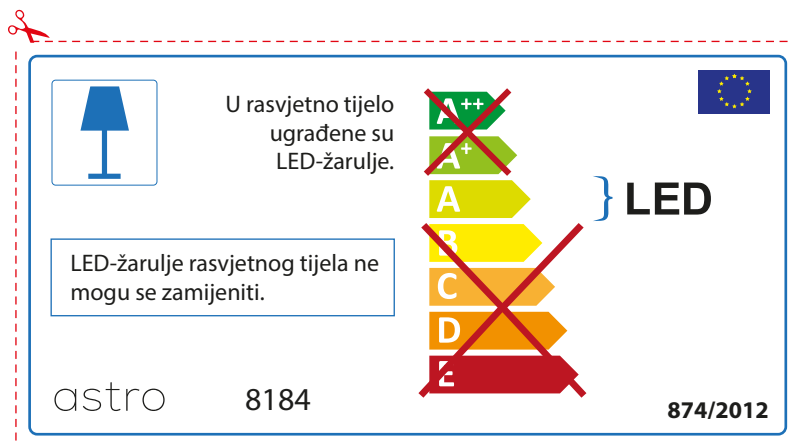 U rasvjetno tijelo
ugrađene su
LED-žarulje.
A++
A+
A
B
C
D
E
LED
LED-žarulje rasvjetnog tijela ne
mogu se zamijeniti.
astro
8184
874/2012